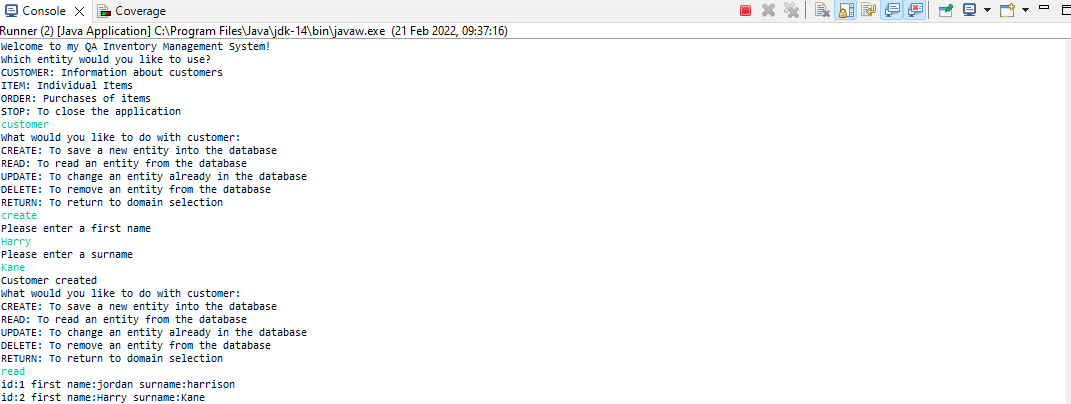 Console Coverage
Runner (2) [Java Application] C:\Program Files\Java\jdk-14\bin\javaw.exe (21 Feb 2022, 09:37:16)
Welcome to my QA Inventory Management System!
Which entity would you like to use?
CUSTOMER: Information about customers
ITEM: Individual Items
ORDER: Purchases of items
STOP: To close the application
customer
What would you like to do with customer:
CREATE: To save a new entity into the database
READ: To read an entity from the database
UPDATE: To change an entity already in the database
DELETE: To remove an entity from the database
RETURN: To return to domain selection
create
Please enter a first name
Harry
Please enter a surname
Kane
Customer created
What would you like to do with customer:
CREATE: To save a new entity into the database
READ: To read an entity from the database
UPDATE: To change an entity already in the database
DELETE: To remove an entity from the database
RETURN: To return to domain selection
read
id:1 first name:jordan surname:harrison
id:2 first name:Harry surname:Kane